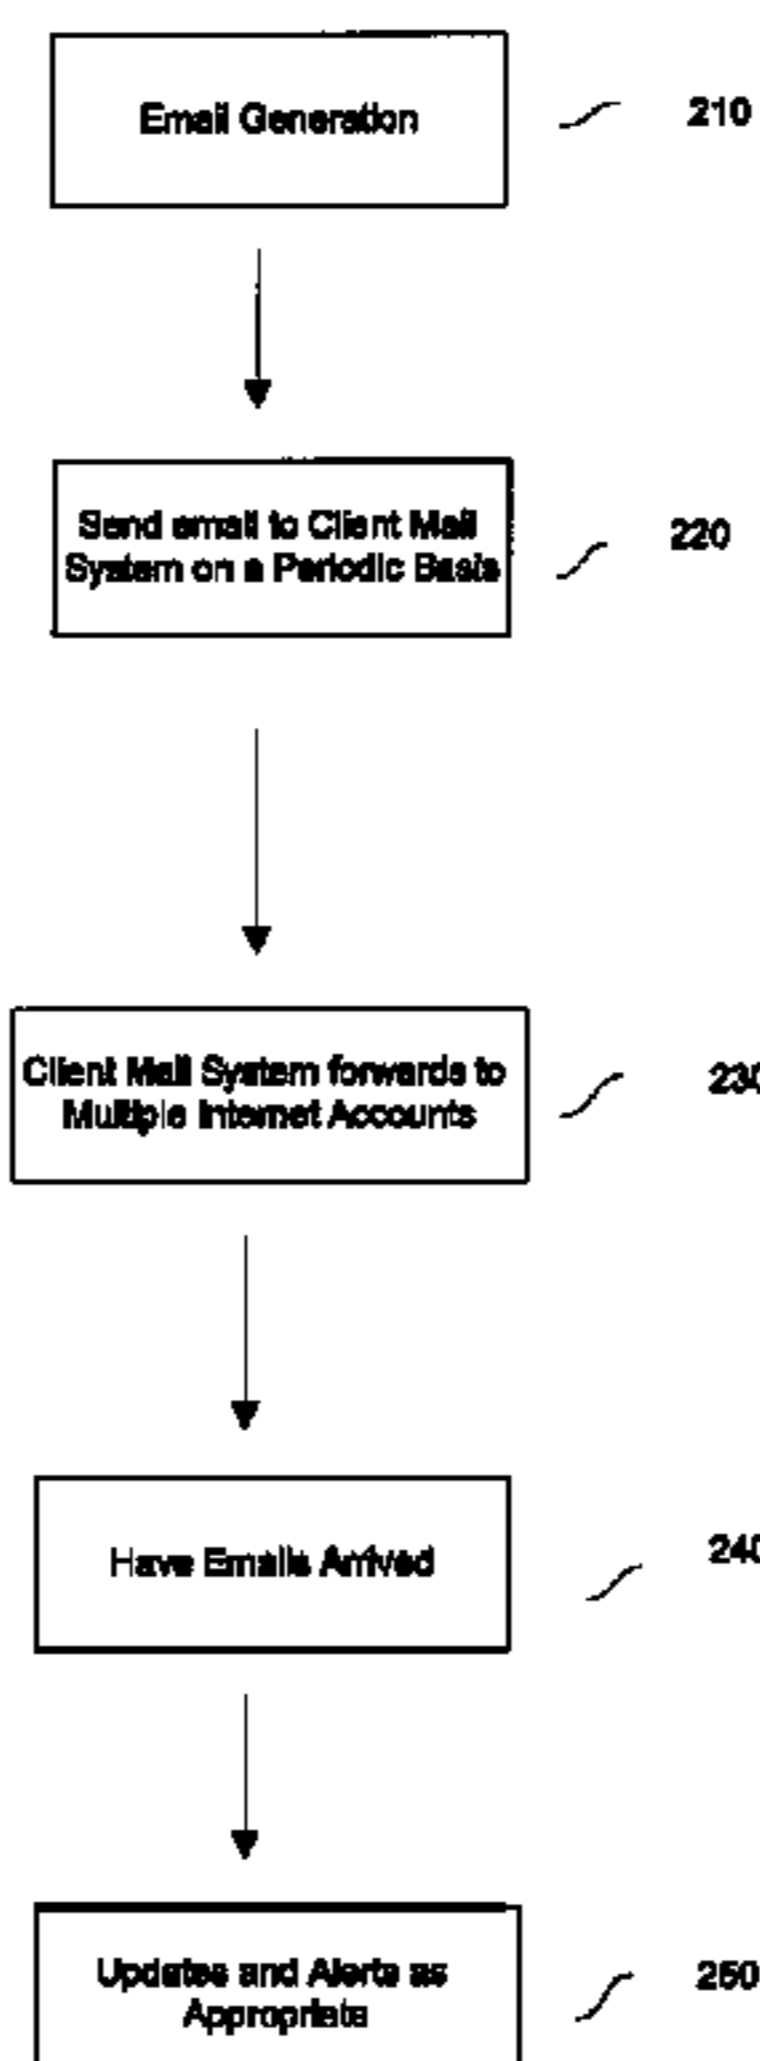 Email Generation
210
Send email to Client Mail
System on a Periodic Basis
220
Client Mail System forwards to
Multiple Internet Accounts
230
Have Emails Arrived
240
Updates and Alerts as
Appropriate
250